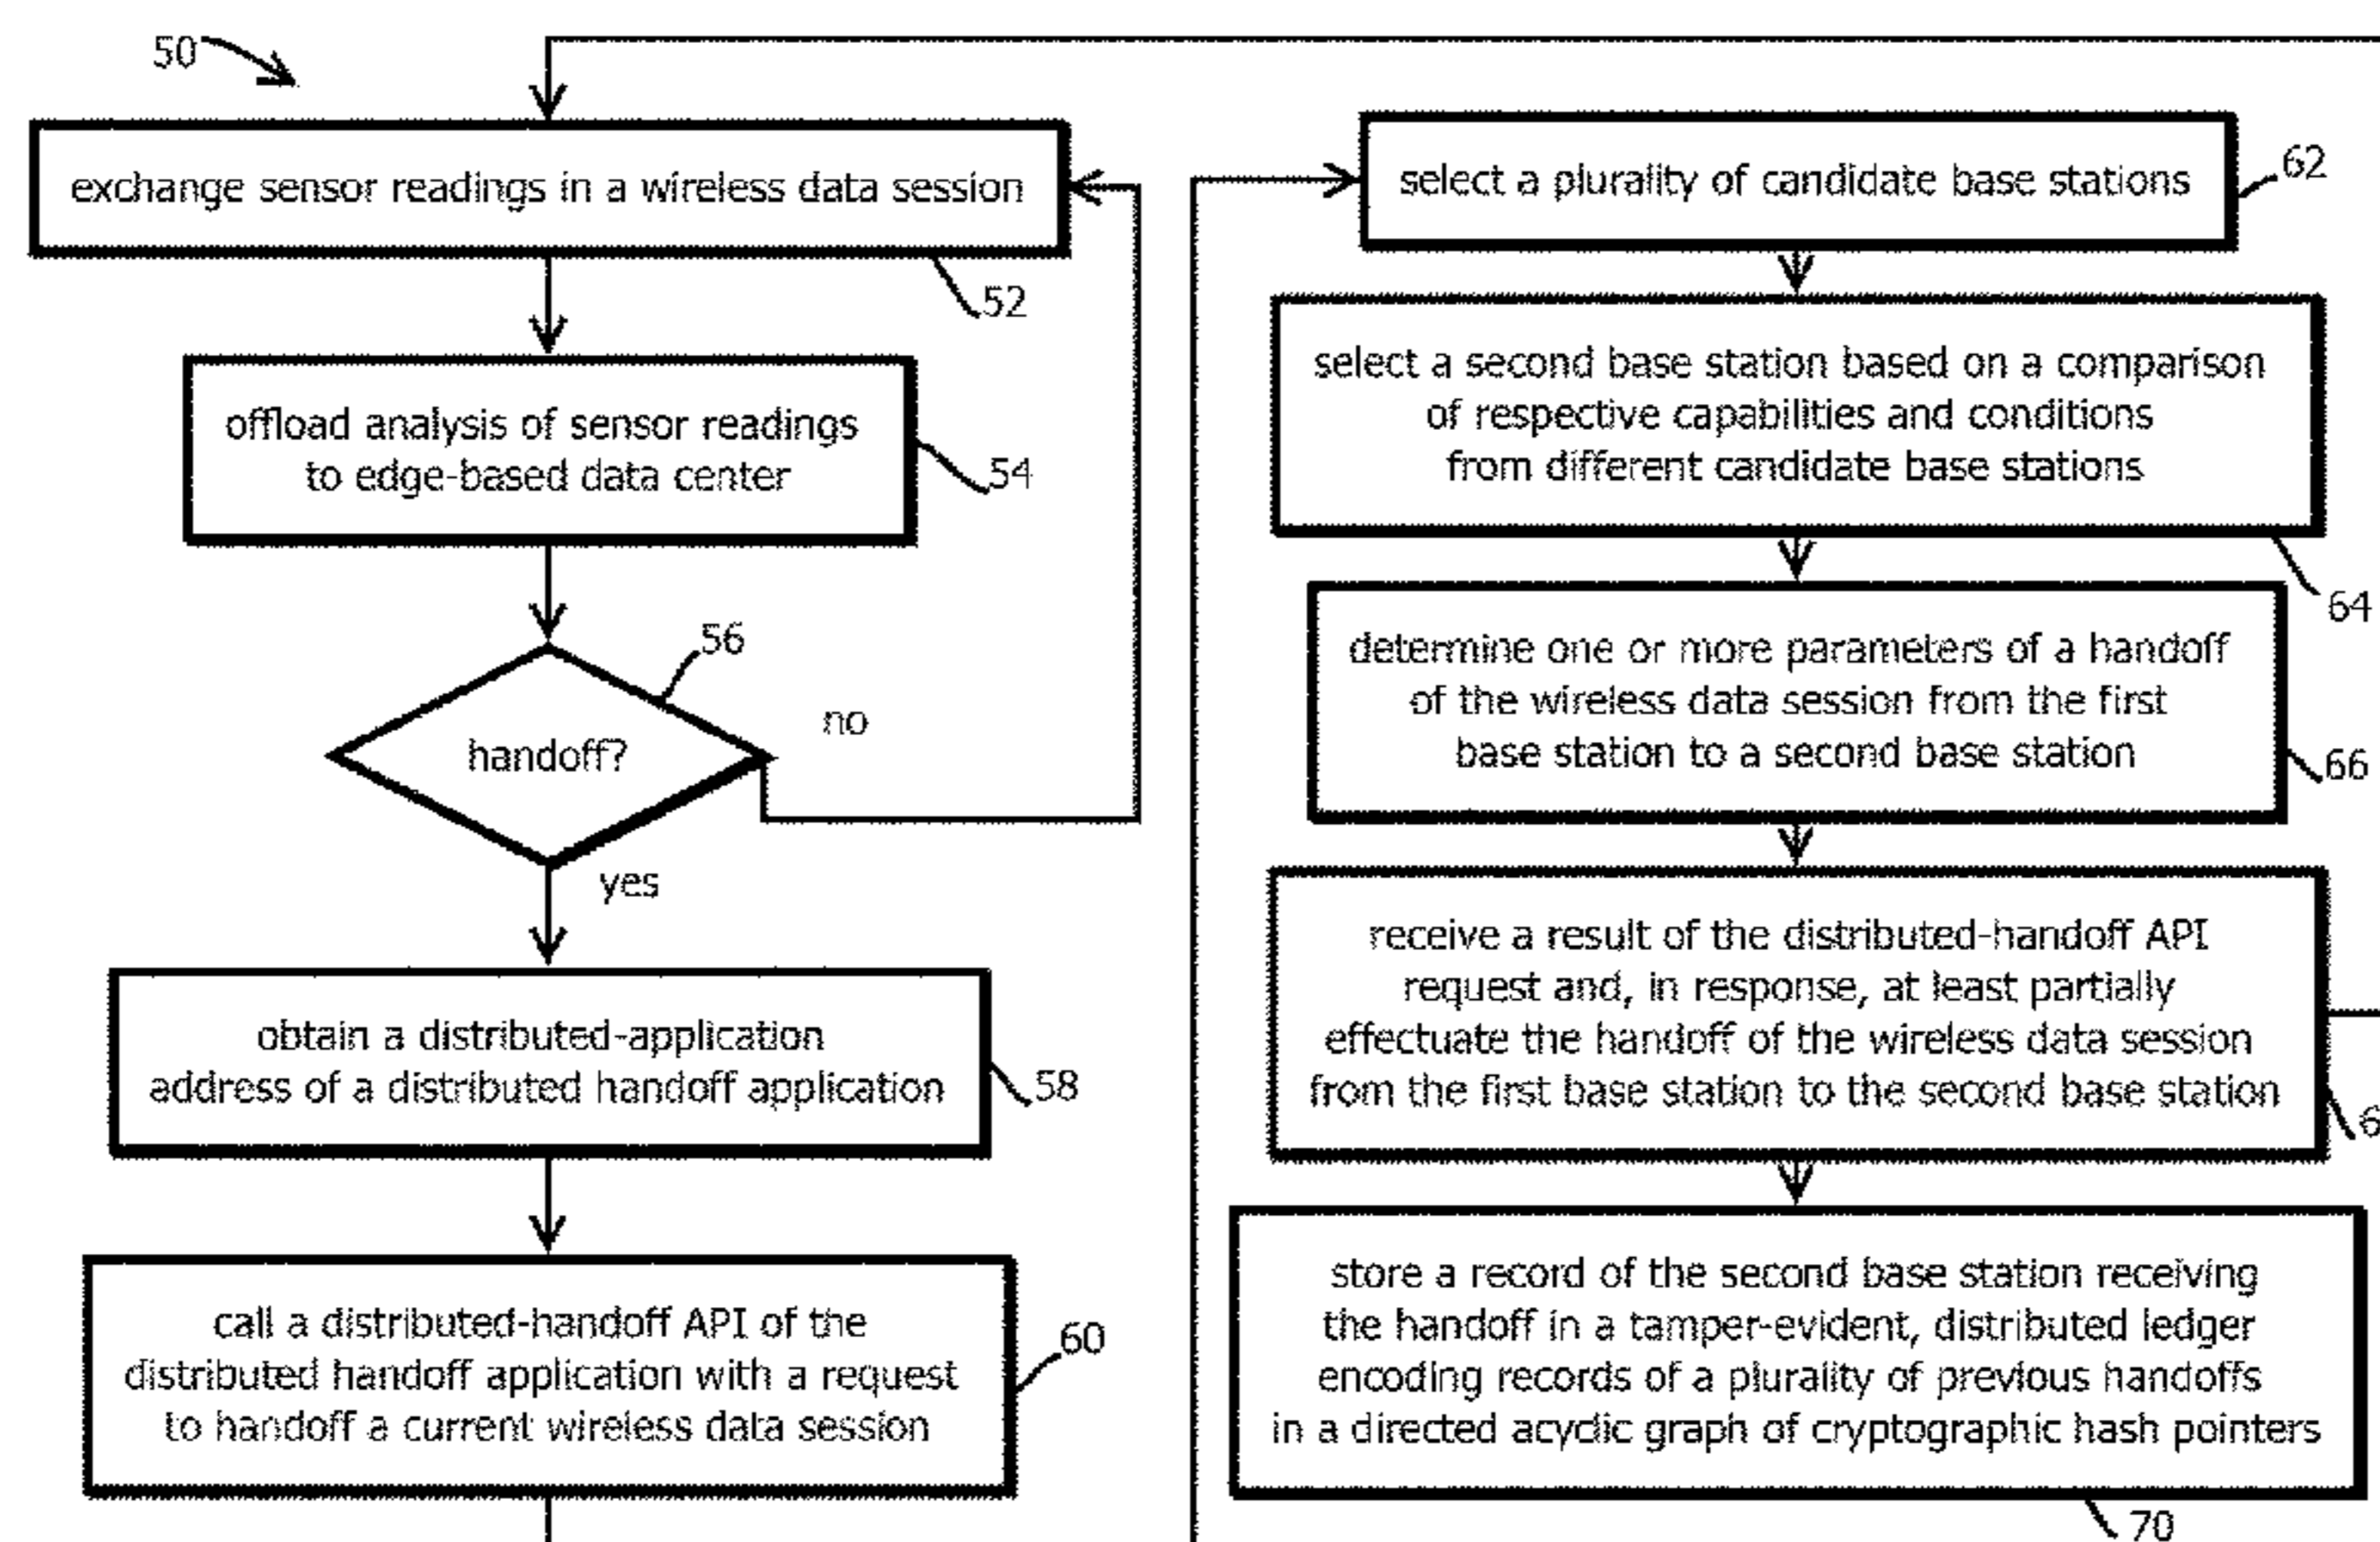 50
exchange sensor readings in a wireless data session
52
offload analysis of sensor readings
to edge-based data center
54
56
handoff?
no
yes
obtain a distributed-application
address of a distributed handoff application
58
call a distributed-handoff API of the
distributed handoff application with a request
to handoff a current wireless data session
60
select a plurality of candidate base stations
62
select a second base station based on a comparison
of respective capabilities and conditions
from different candidate base stations
64
determine one or more parameters of a handoff
of the wireless data session from the first
base station to a second base station
66
receive a result of the distributed-handoff API
request and, in response, at least partially
effectuate the handoff of the wireless data session
from the first base station to the second base station
6
store a record of the second base station receiving
the handoff in a tamper-evident, distributed ledger
encoding records of a plurality of previous handoffs
in a directed acyclic graph of cryptographic hash pointers
70